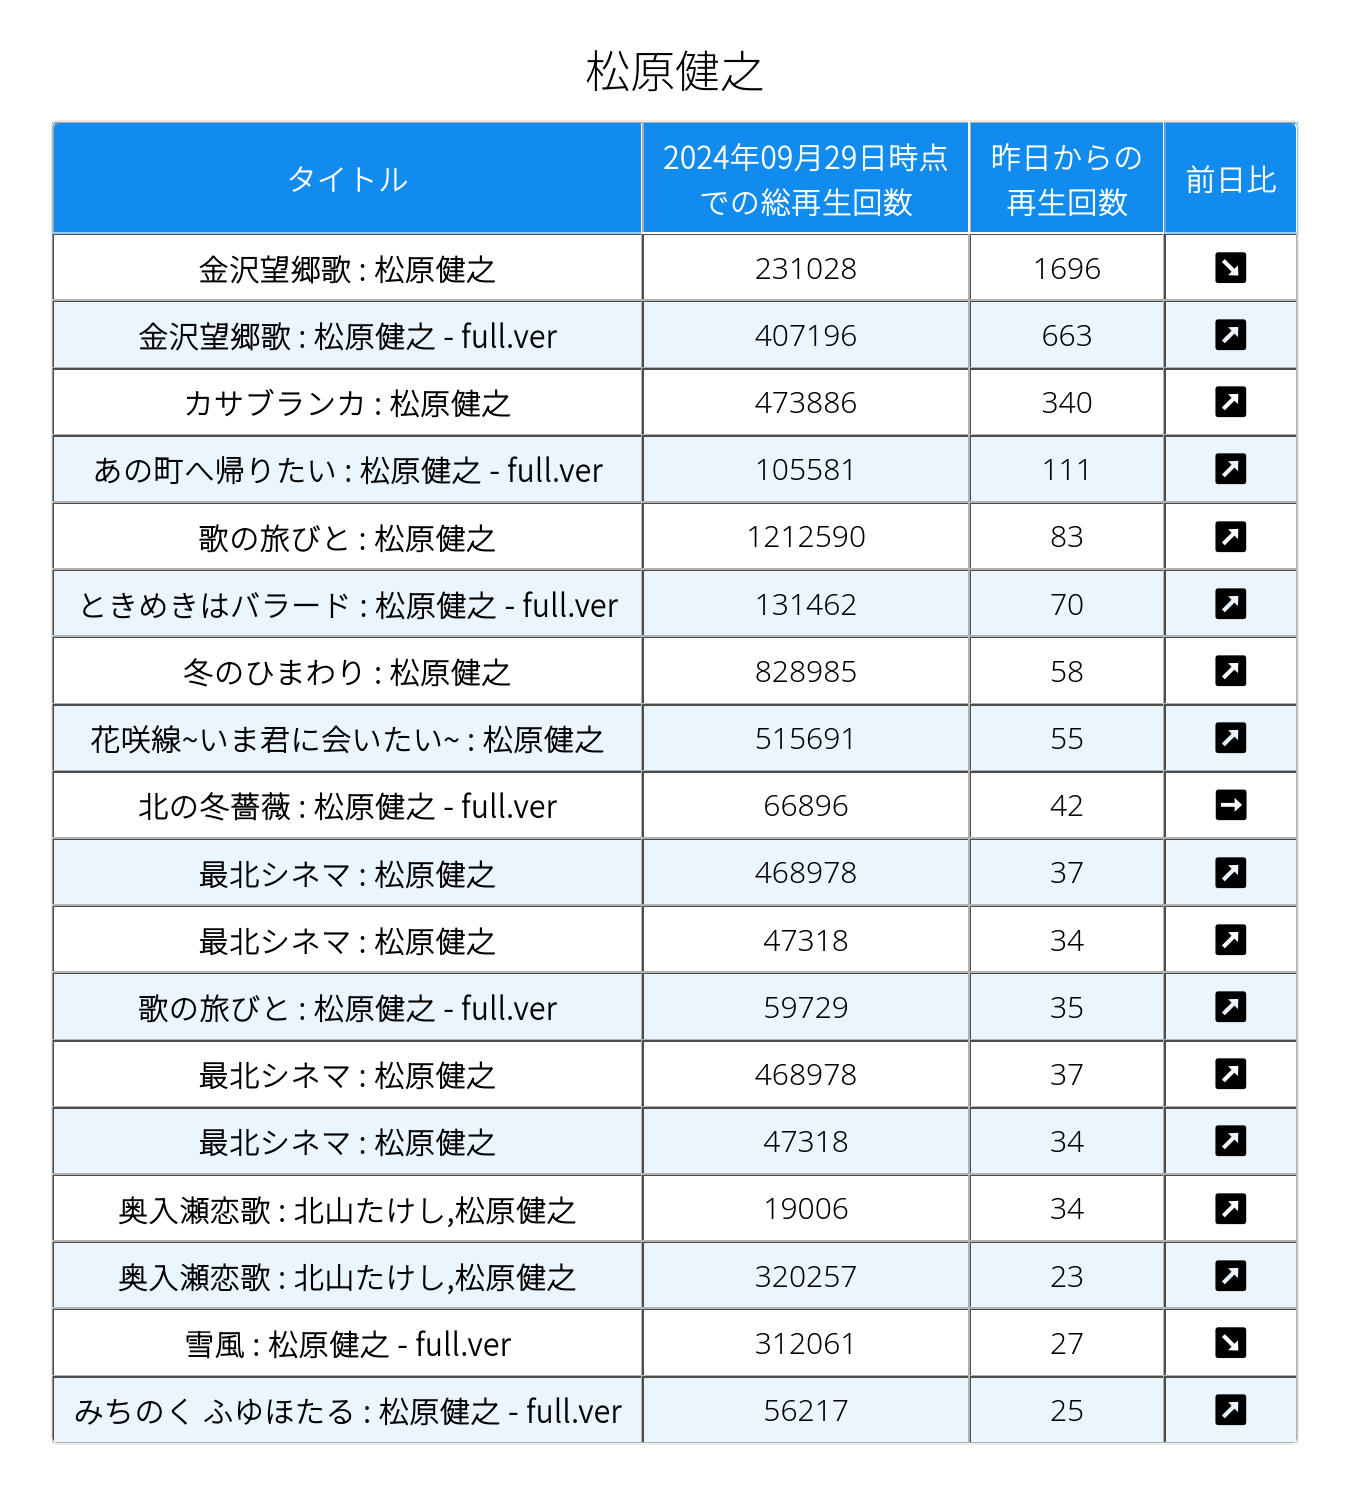 松原健之
タイトル 2024年09月29日時点での総再生回数 昨日からの再生回数 前日比
金沢望郷歌 : 松原健之 231028 1696 ↘
金沢望郷歌 : 松原健之 - full.ver 407196 663 ↗
カサブランカ : 松原健之 473886 340 ↗
あの町へ帰りたい : 松原健之 - full.ver 105581 111 ↗
歌の旅びと : 松原健之 1212590 83 ↗
ときめきはバラード : 松原健之 - full.ver 131462 70 ↗
冬のひまわり : 松原健之 828985 58 ↗
花咲線~いま君に会いたい~ : 松原健之 515691 55 ↗
北の冬薔薇 : 松原健之 - full.ver 66896 42 →
最北シネマ : 松原健之 468978 37 ↗
最北シネマ : 松原健之 47318 34 ↗
歌の旅びと : 松原健之 - full.ver 59729 35 ↗
最北シネマ : 松原健之 468978 37 ↗
最北シネマ : 松原健之 47318 34 ↗
奥入瀬恋歌 : 北山たけし,松原健之 19006 34 ↗
奥入瀬恋歌 : 北山たけし,松原健之 320257 23 ↗
雪風 : 松原健之 - full.ver 312061 27 ↘
みちのく ふゆほたる : 松原健之 - full.ver 56217 25 ↗